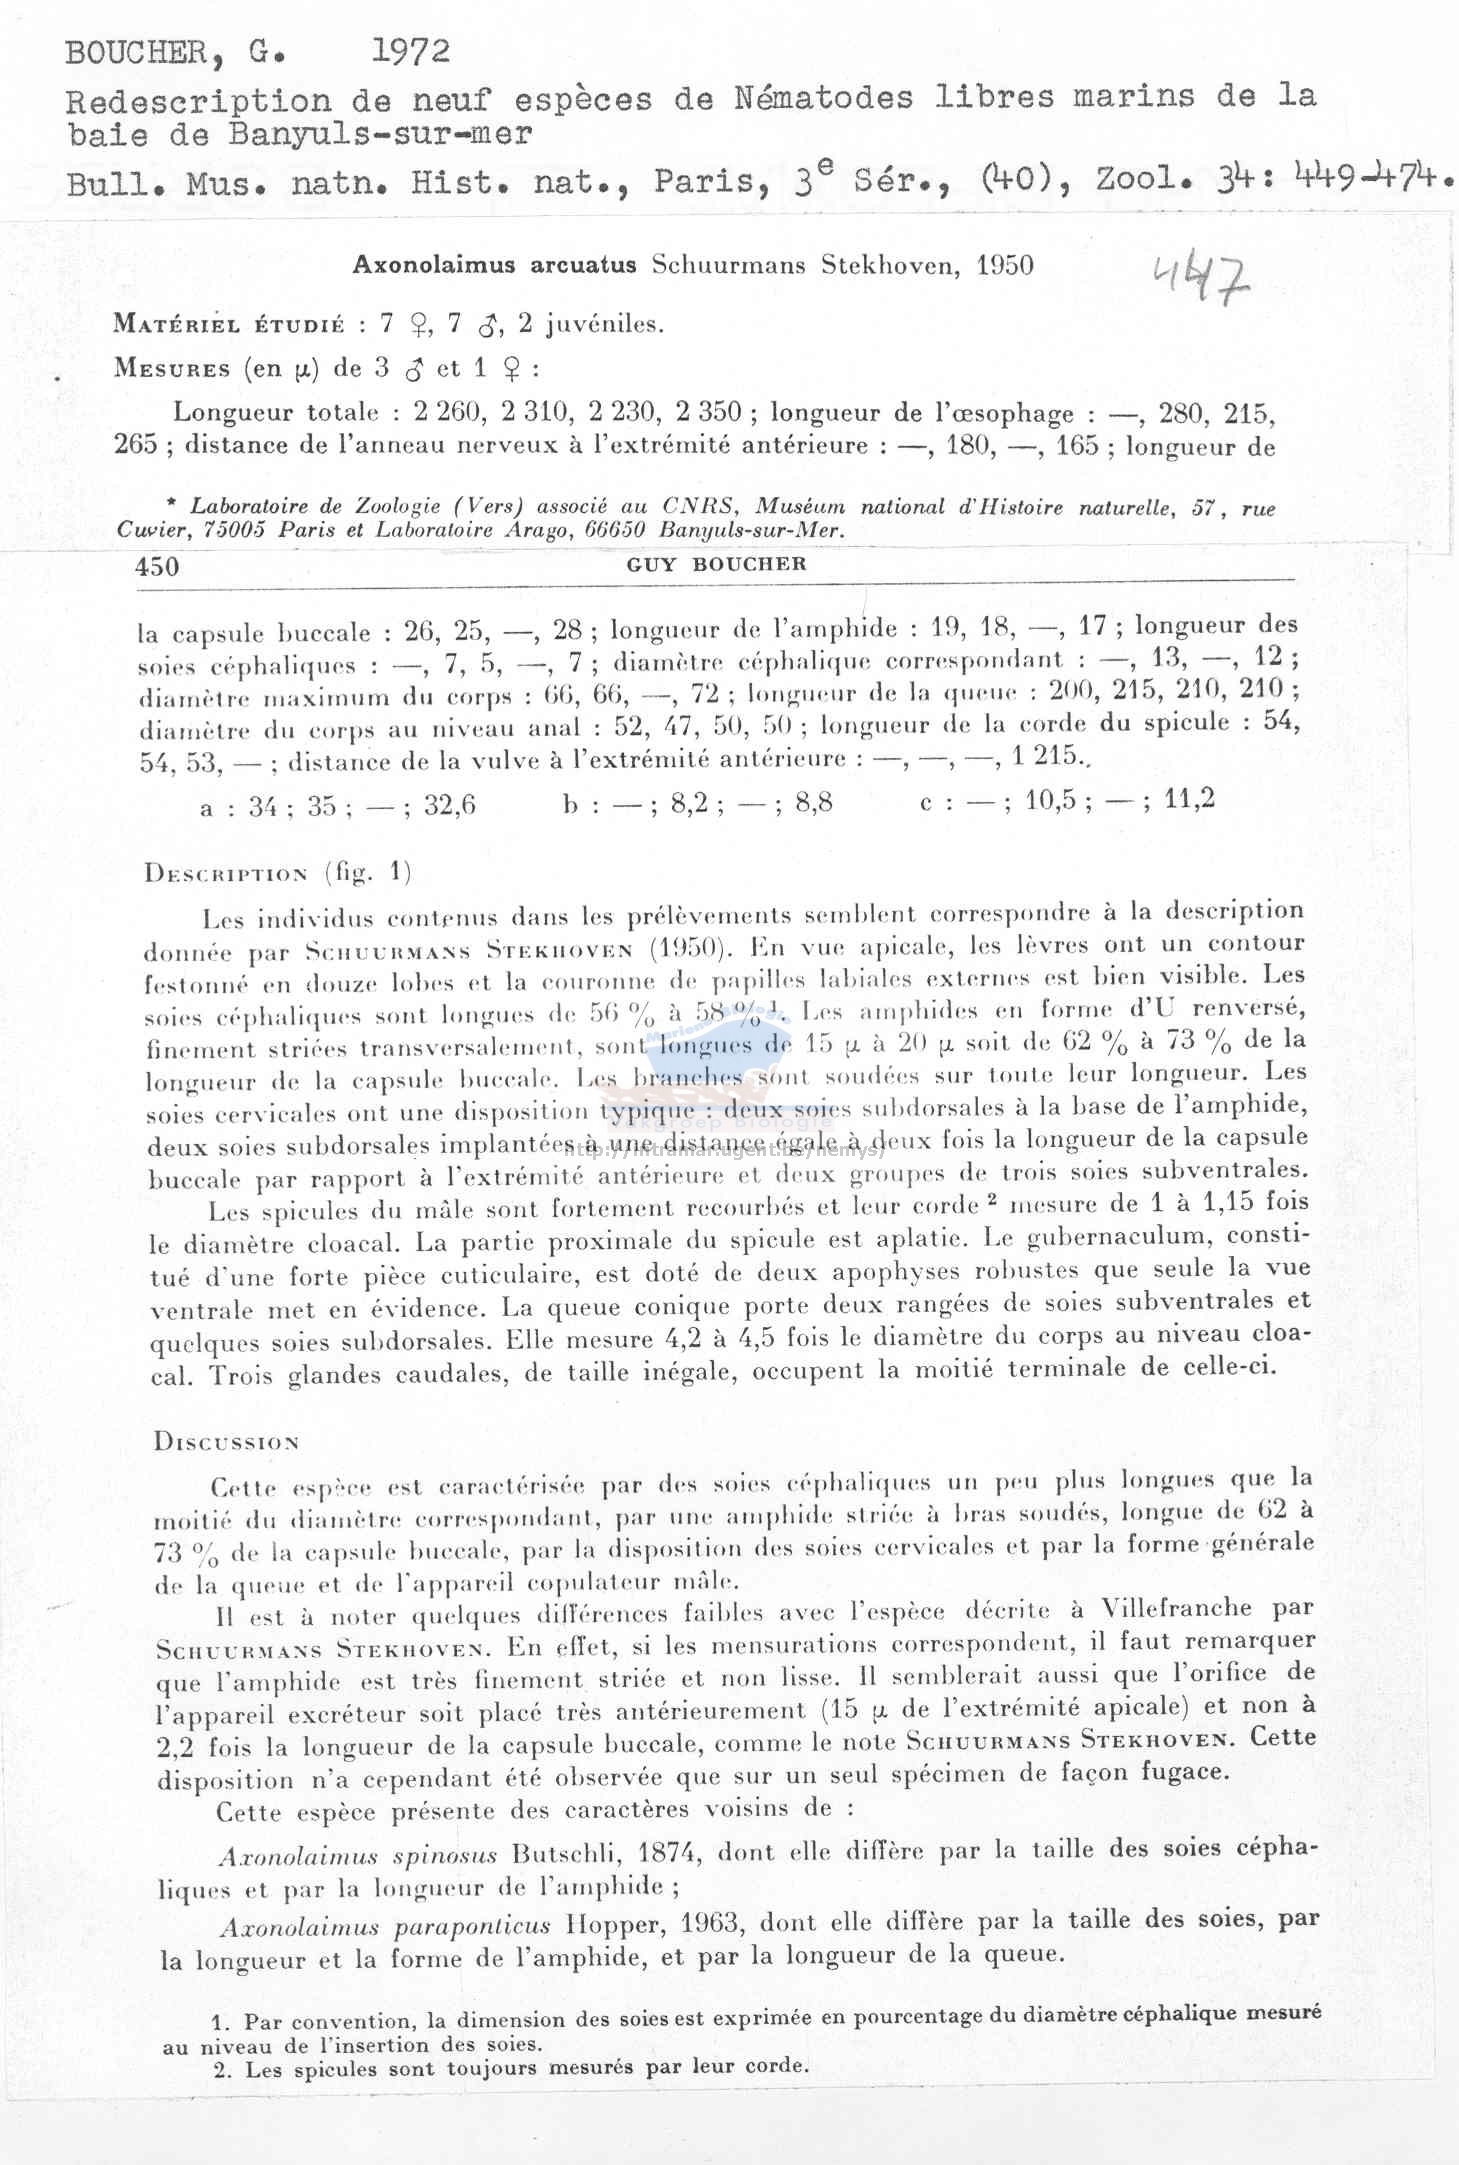 BOUCHER, G. 1972
Redescription de neuf espèces de Nématodes libres marins de la
baie de Banyuls-sur-mer
Bull. Mus. natn. Hist. nat., Paris, 3e Sér., (40), Zool. 34: 449-474.
Axonolaimus arcuatus Schuurmans Stekhoven, 1950
447
MATÉRIEL ÉTUDIÉ : 7 ♀, 7 ♂, 2 juvéniles.
MESURES (en μ) de 3 ♂ et 1 ♀ :
Longueur totale : 2 260, 2 310, 2 230, 2 350 ; longueur de l'œsophage : —, 280, 215,
265 ; distance de l'anneau nerveux à l'extrémité antérieure : —, 180, —, 165 ; longueur de
* Laboratoire de Zoologie (Vers) associé au CNRS, Muséum national d'Histoire naturelle, 57, rue
Cuvier, 75005 Paris et Laboratoire Arago, 66650 Banyuls-sur-Mer.
450 GUY BOUCHER
la capsule buccale : 26, 25, —, 28 ; longueur de l'amphide : 19, 18, —, 17 ; longueur des
soies céphaliques : —, 7, 5, —, 7 ; diamètre céphalique correspondant : —, 13, —, 12 ;
diamètre maximum du corps : 66, 66, —, 72 ; longueur de la queue : 200, 215, 210, 210 ;
diamètre du corps au niveau anal : 52, 47, 50, 50 ; longueur de la corde du spicule : 54,
54, 53, — ; distance de la vulve à l'extrémité antérieure : —, —, —, 1 215.,
a : 34 ; 35 ; — ; 32,6 b : — ; 8,2 ; — ; 8,8 c : — ; 10,5 ; — ; 11,2
DESCRIPTION (fig. 1)
Les individus contenus dans les prélèvements semblent correspondre à la description
donnée par SCHUURMANS STEKHOVEN (1950). En vue apicale, les lèvres ont un contour
festonné en douze lobes et la couronne de papilles labiales externes est bien visible. Les
soies céphaliques sont longues de 56 % à 58 % 1. Les amphides en forme d'U renversé,
finement striées transversalement, sont longues de 15 μ à 20 μ soit de 62 % à 73 % de la
longueur de la capsule buccale. Les branches sont soudées sur toute leur longueur. Les
soies cervicales ont une disposition typique : deux soies subdorsales à la base de l'amphide,
deux soies subdorsales implantées à une distance égale à deux fois la longueur de la capsule
buccale par rapport à l'extrémité antérieure et deux groupes de trois soies subventrales.
Les spicules du mâle sont fortement recourbés et leur corde 2 mesure de 1 à 1,15 fois
le diamètre cloacal. La partie proximale du spicule est aplatie. Le gubernaculum, consti-
tué d'une forte pièce cuticulaire, est doté de deux apophyses robustes que seule la vue
ventrale met en évidence. La queue conique porte deux rangées de soies subventrales et
quelques soies subdorsales. Elle mesure 4,2 à 4,5 fois le diamètre du corps au niveau cloa-
cal. Trois glandes caudales, de taille inégale, occupent la moitié terminale de celle-ci.
Mariene Biologie
Vakgroep Biologie
http://intramar.ugent.be/nemys/
DISCUSSION
Cette espèce est caractérisée par des soies céphaliques un peu plus longues que la
moitié du diamètre correspondant, par une amphide striée à bras soudés, longue de 62 à
73 % de la capsule buccale, par la disposition des soies cervicales et par la forme générale
de la queue et de l'appareil copulateur mâle.
Il est à noter quelques différences faibles avec l'espèce décrite à Villefranche par
SCHUURMANS STEKHOVEN. En effet, si les mensurations correspondent, il faut remarquer
que l'amphide est très finement striée et non lisse. Il semblerait aussi que l'orifice de
l'appareil excréteur soit placé très antérieurement (15 μ de l'extrémité apicale) et non à
2,2 fois la longueur de la capsule buccale, comme le note SCHUURMANS STEKHOVEN. Cette
disposition n'a cependant été observée que sur un seul spécimen de façon fugace.
Cette espèce présente des caractères voisins de :
Axonolaimus spinosus Butschli, 1874, dont elle diffère par la taille des soies cépha-
liques et par la longueur de l'amphide ;
Axonolaimus paraponticus Hopper, 1963, dont elle diffère par la taille des soies, par
la longueur et la forme de l'amphide, et par la longueur de la queue.
1. Par convention, la dimension des soies est exprimée en pourcentage du diamètre céphalique mesuré
au niveau de l'insertion des soies.
2. Les spicules sont toujours mesurés par leur corde.